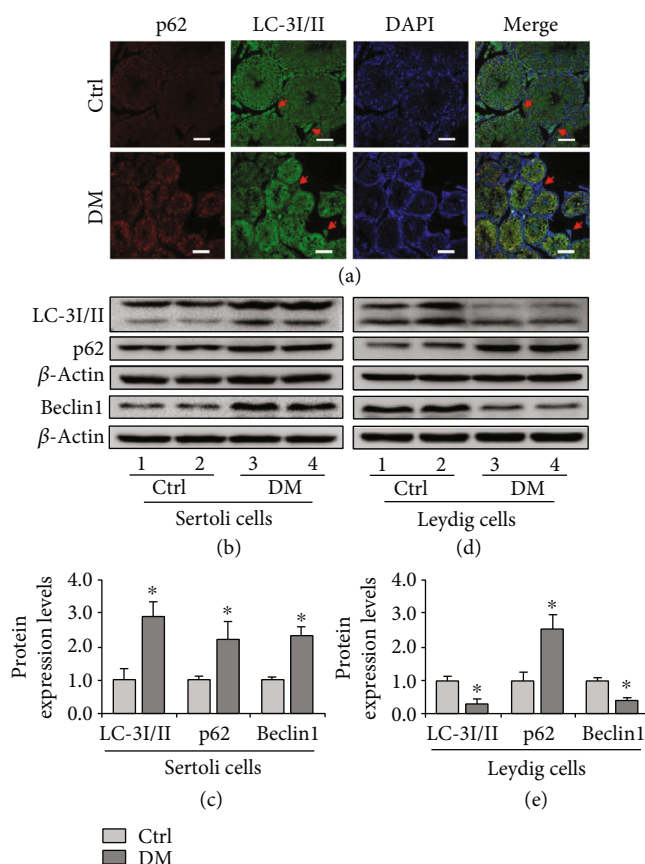 p62 LC-3I/II DAPI Merge
Ctrl
DM
(a)
LC-3I/II
p62
β-Actin
Beclin1
β-Actin
1 2 3 4
Ctrl DM
Sertoli cells
(b)
1 2 3 4
Ctrl DM
Leydig cells
(d)
Protein
expression levels
4.0
3.0
2.0
1.0
0.0
* * *
LC-3I/II p62 Beclin1
Sertoli cells
(c)
Protein
expression levels
4.0
3.0
2.0
1.0
0.0
* * *
LC-3I/II p62 Beclin1
Leydig cells
(e)
Ctrl
DM